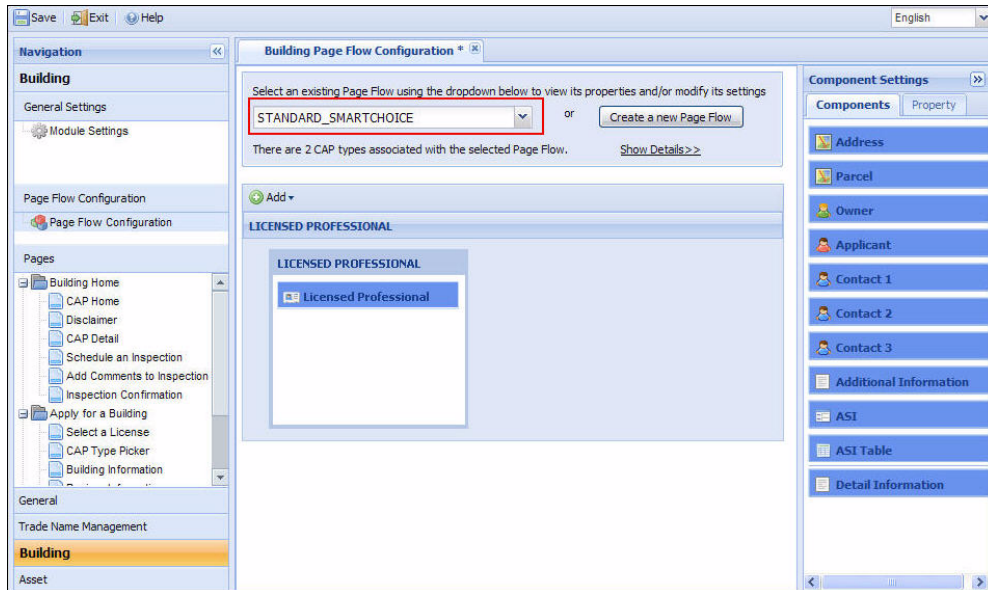 Save Exit Help English
Navigation
Building
General Settings
Module Settings
Page Flow Configuration
Page Flow Configuration
Pages
Building Home
CAP Home
Disclaimer
CAP Detail
Schedule an Inspection
Add Comments to Inspection
Inspection Confirmation
Apply for a Building
Select a License
CAP Type Picker
Building Information
General
Trade Name Management
Building
Asset
Building Page Flow Configuration *
Select an existing Page Flow using the dropdown below to view its properties and/or modify its settings
STANDARD_SMARTCHOICE or Create a new Page Flow
There are 2 CAP types associated with the selected Page Flow. Show Details>>
Add
LICENSED PROFESSIONAL
LICENSED PROFESSIONAL
Licensed Professional
Component Settings
Components Property
Address
Parcel
Owner
Applicant
Contact 1
Contact 2
Contact 3
Additional Information
ASI
ASI Table
Detail Information